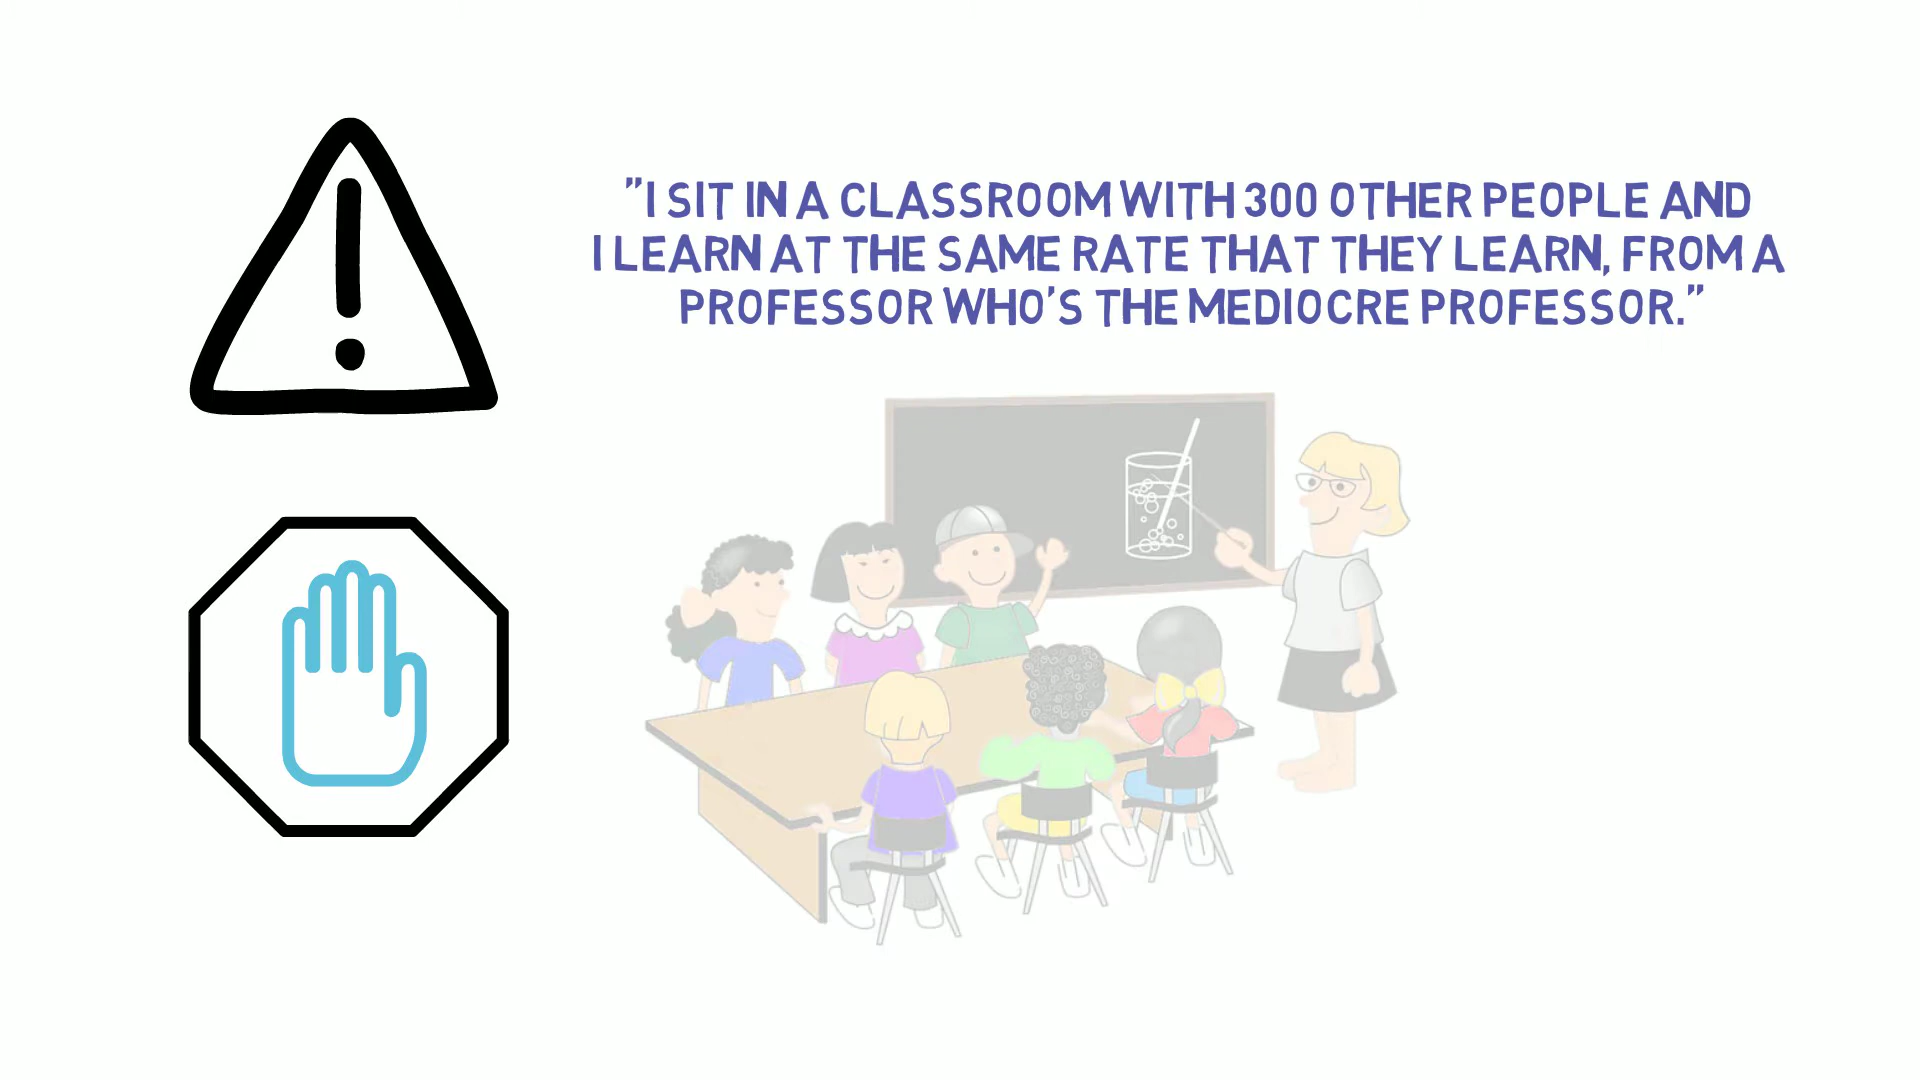 "I SIT IN A CLASSROOM WITH 300 OTHER PEOPLE AND
I LEARN AT THE SAME RATE THAT THEY LEARN, FROM A
PROFESSOR WHO'S THE MEDIOCRE PROFESSOR."